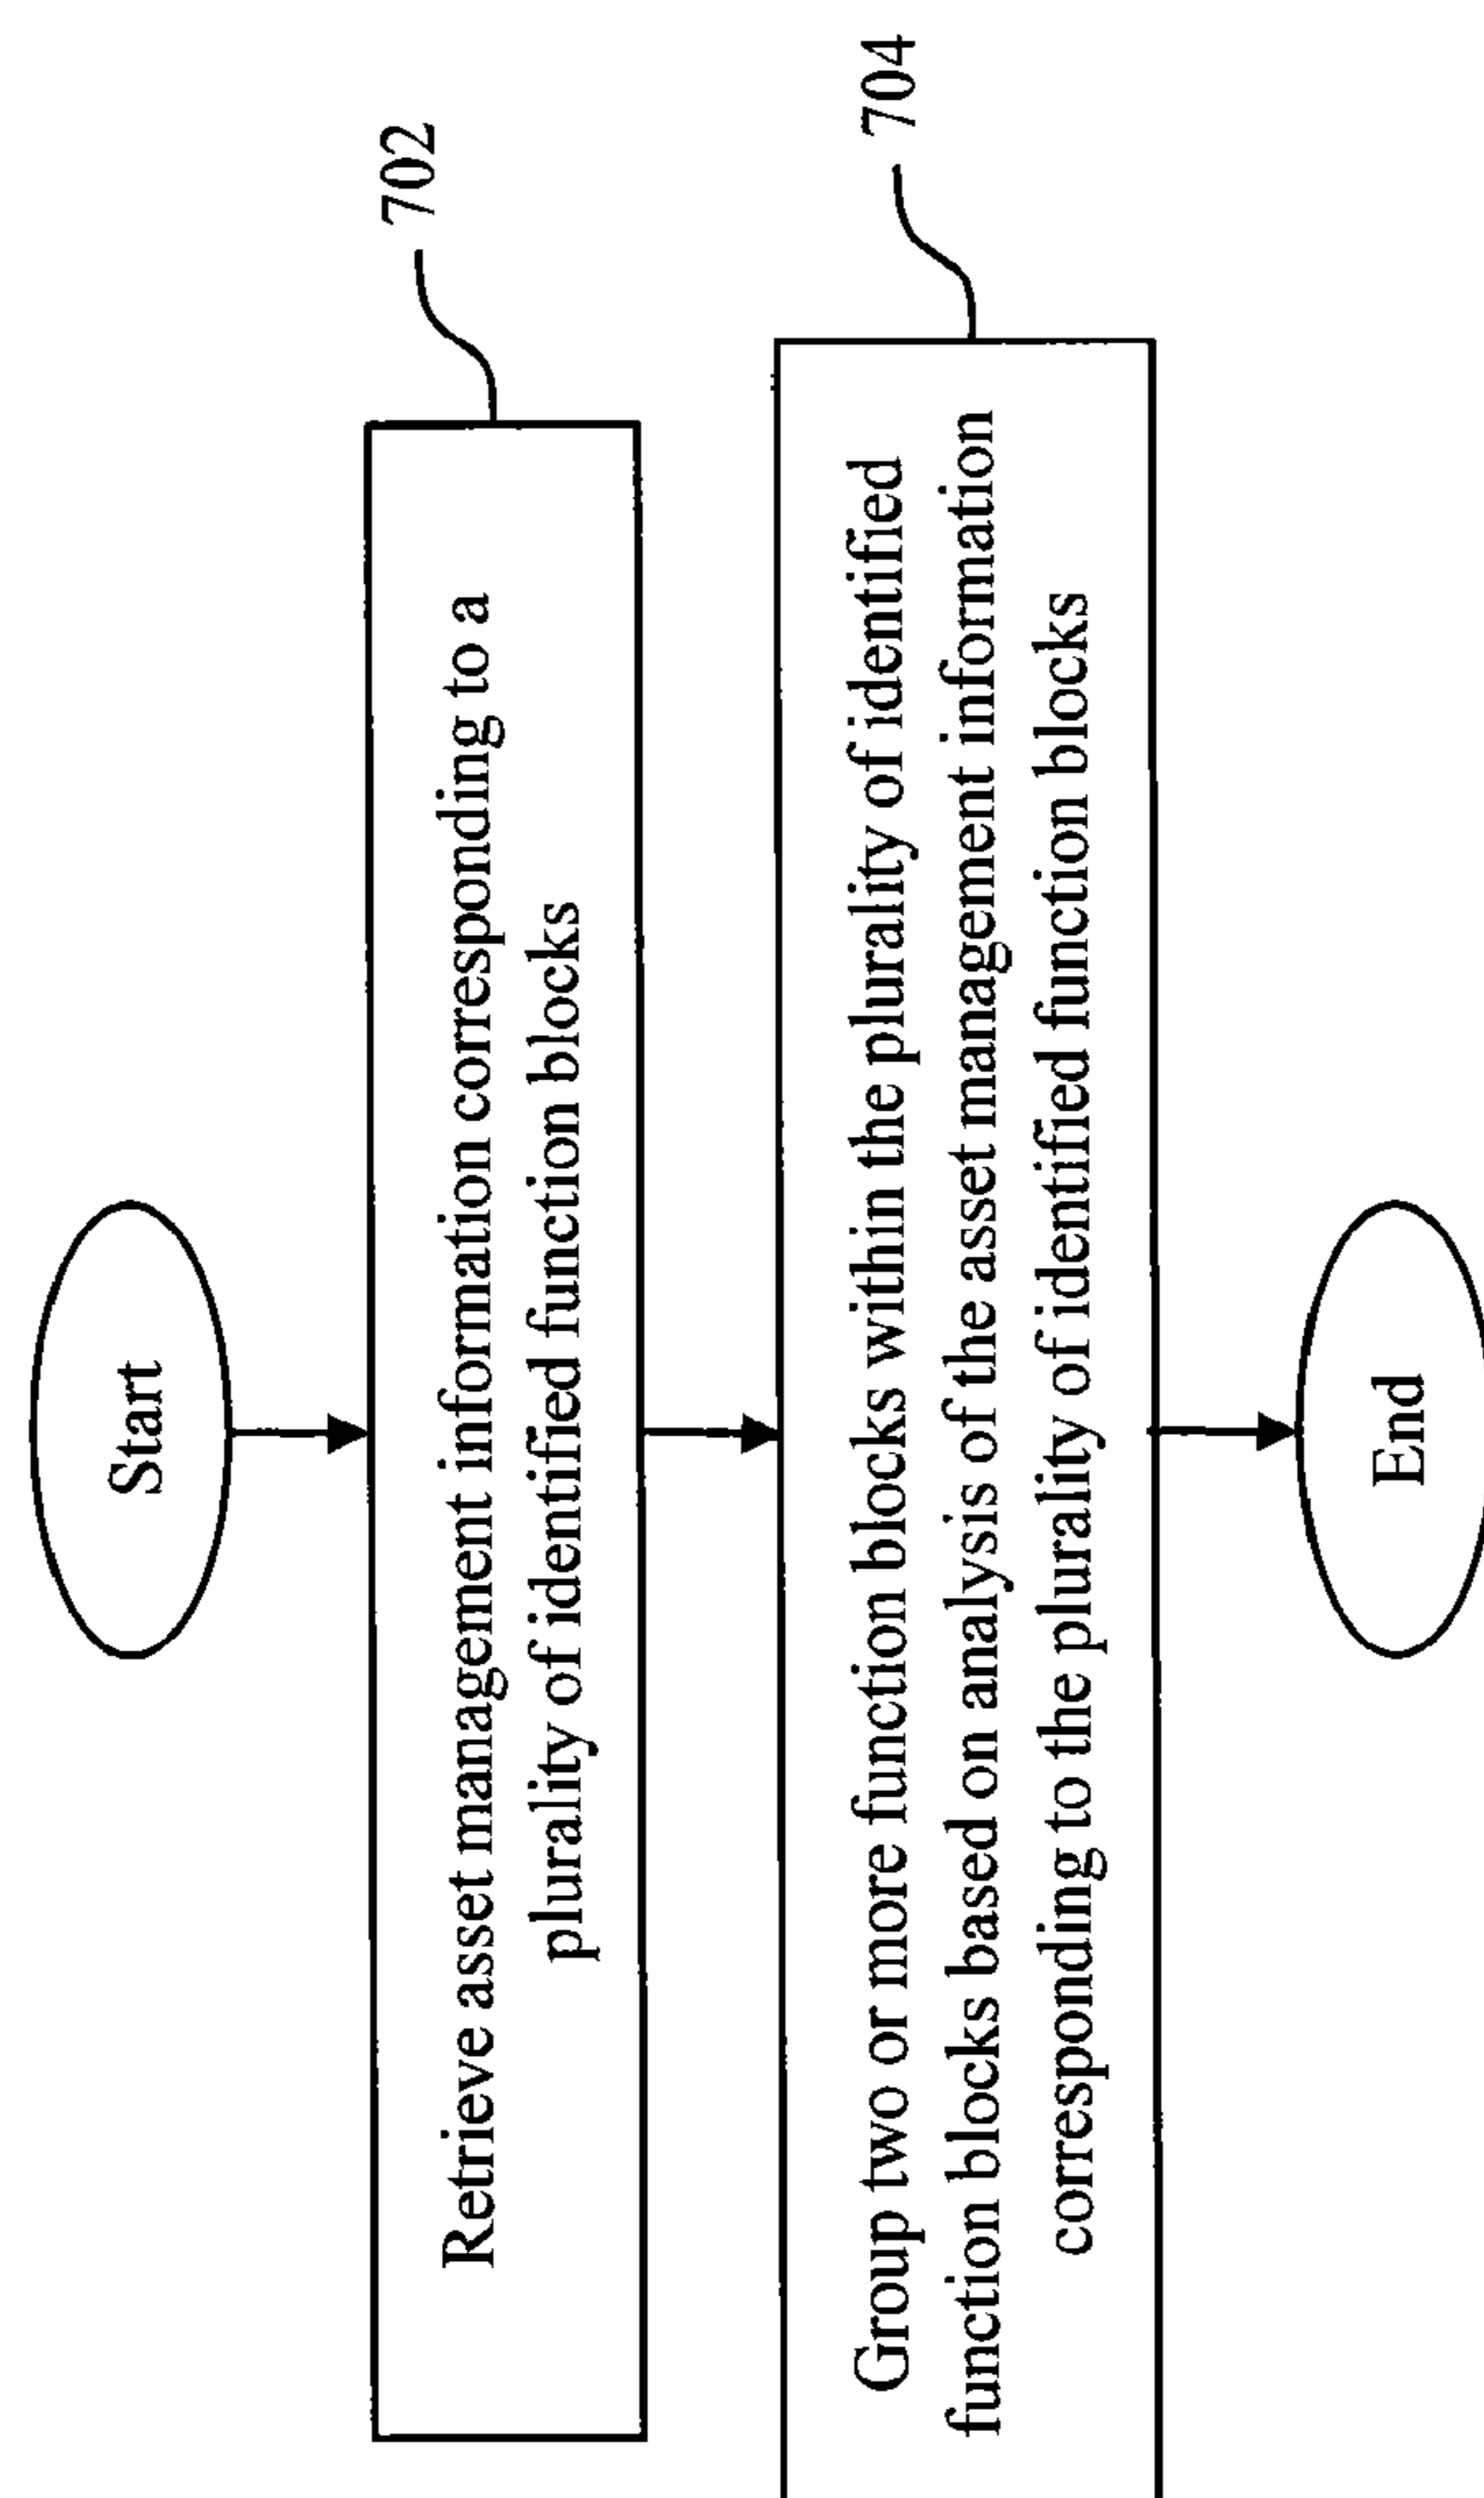 Start
702
Retrieve asset management information corresponding to a
plurality of identified function blocks
704
Group two or more function blocks within the plurality of identified
function blocks based on analysis of the asset management information
corresponding to the plurality of identified function blocks
End